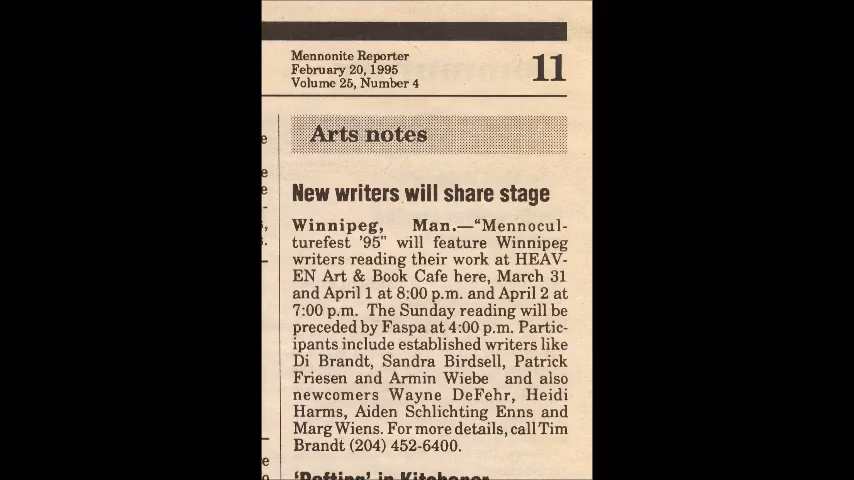 Mennonite Reporter
February 20, 1995
Volume 25, Number 4
11
Arts notes
New writers will share stage
Winnipeg, Man.—“Mennocul-
turefest '95” will feature Winnipeg
writers reading their work at HEAV-
EN Art & Book Cafe here, March 31
and April 1 at 8:00 p.m. and April 2 at
7:00 p.m. The Sunday reading will be
preceded by Faspa at 4:00 p.m. Partic-
ipants include established writers like
Di Brandt, Sandra Birdsell, Patrick
Friesen and Armin Wiebe and also
newcomers Wayne DeFehr, Heidi
Harms, Aiden Schlichting Enns and
Marg Wiens. For more details, call Tim
Brandt (204) 452-6400.
in Kitchener